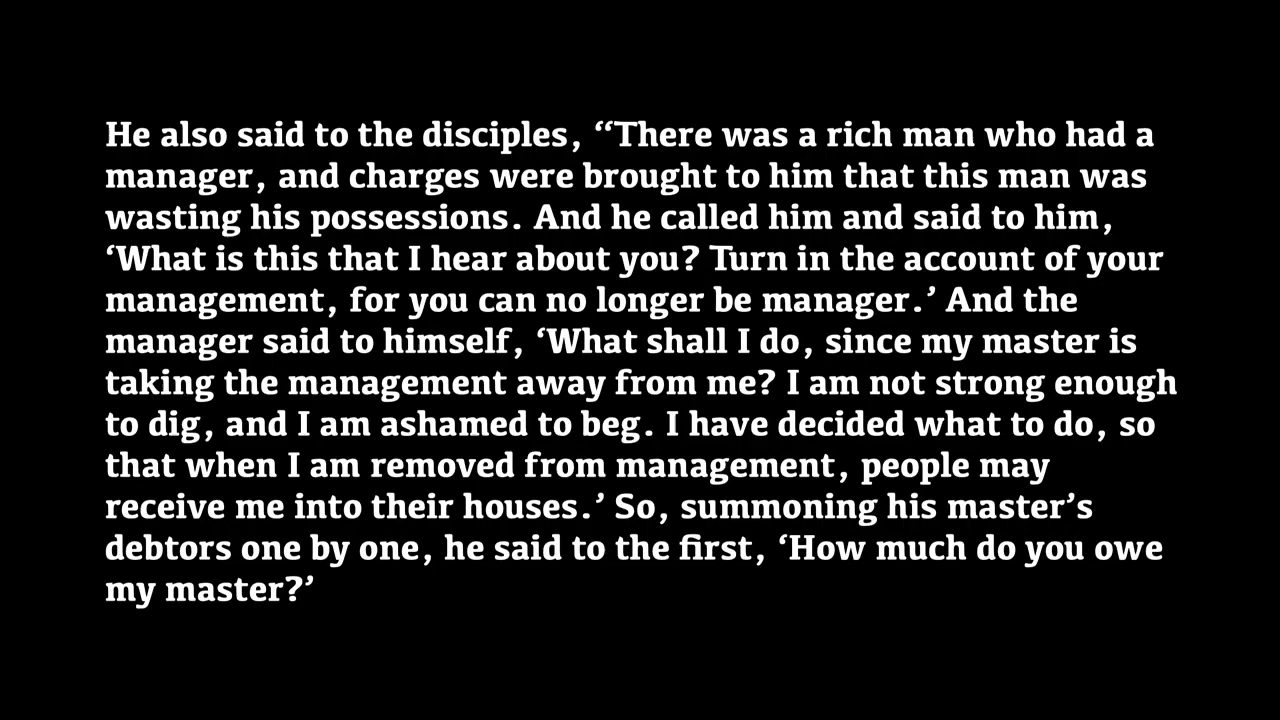 He also said to the disciples, “There was a rich man who had a
manager, and charges were brought to him that this man was
wasting his possessions. And he called him and said to him,
‘What is this that I hear about you? Turn in the account of your
management, for you can no longer be manager.’ And the
manager said to himself, ‘What shall I do, since my master is
taking the management away from me? I am not strong enough
to dig, and I am ashamed to beg. I have decided what to do, so
that when I am removed from management, people may
receive me into their houses.’ So, summoning his master’s
debtors one by one, he said to the first, ‘How much do you owe
my master?’